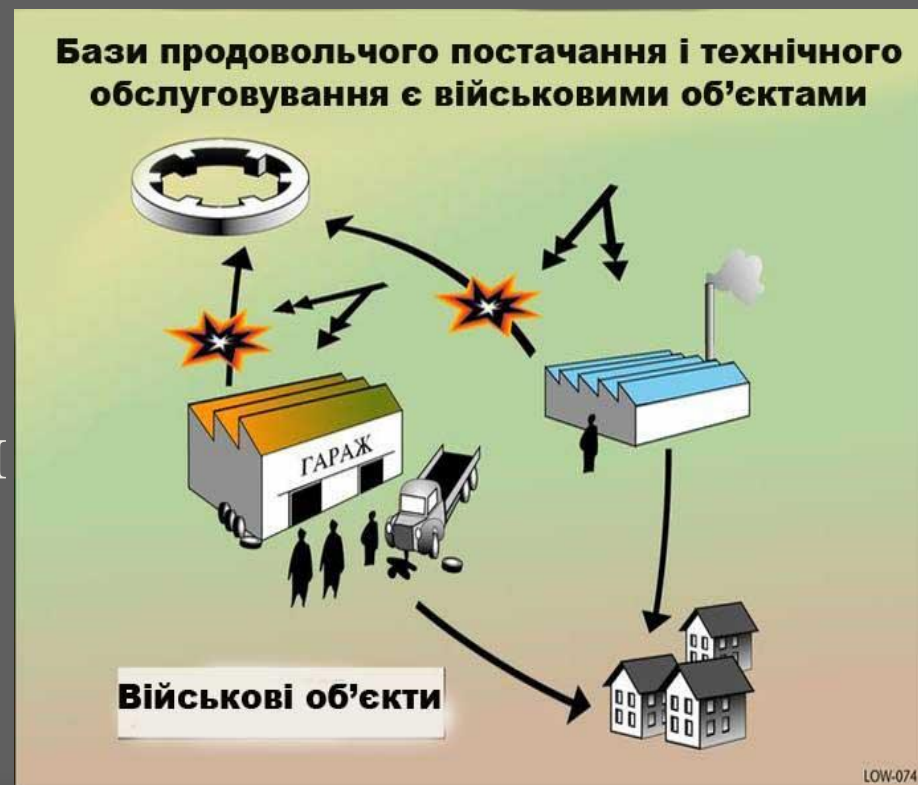 Бази продовольчого постачання і технічного
обслуговування є військовими об’єктами
ГАРАЖ
Військові об’єкти
LOW-074